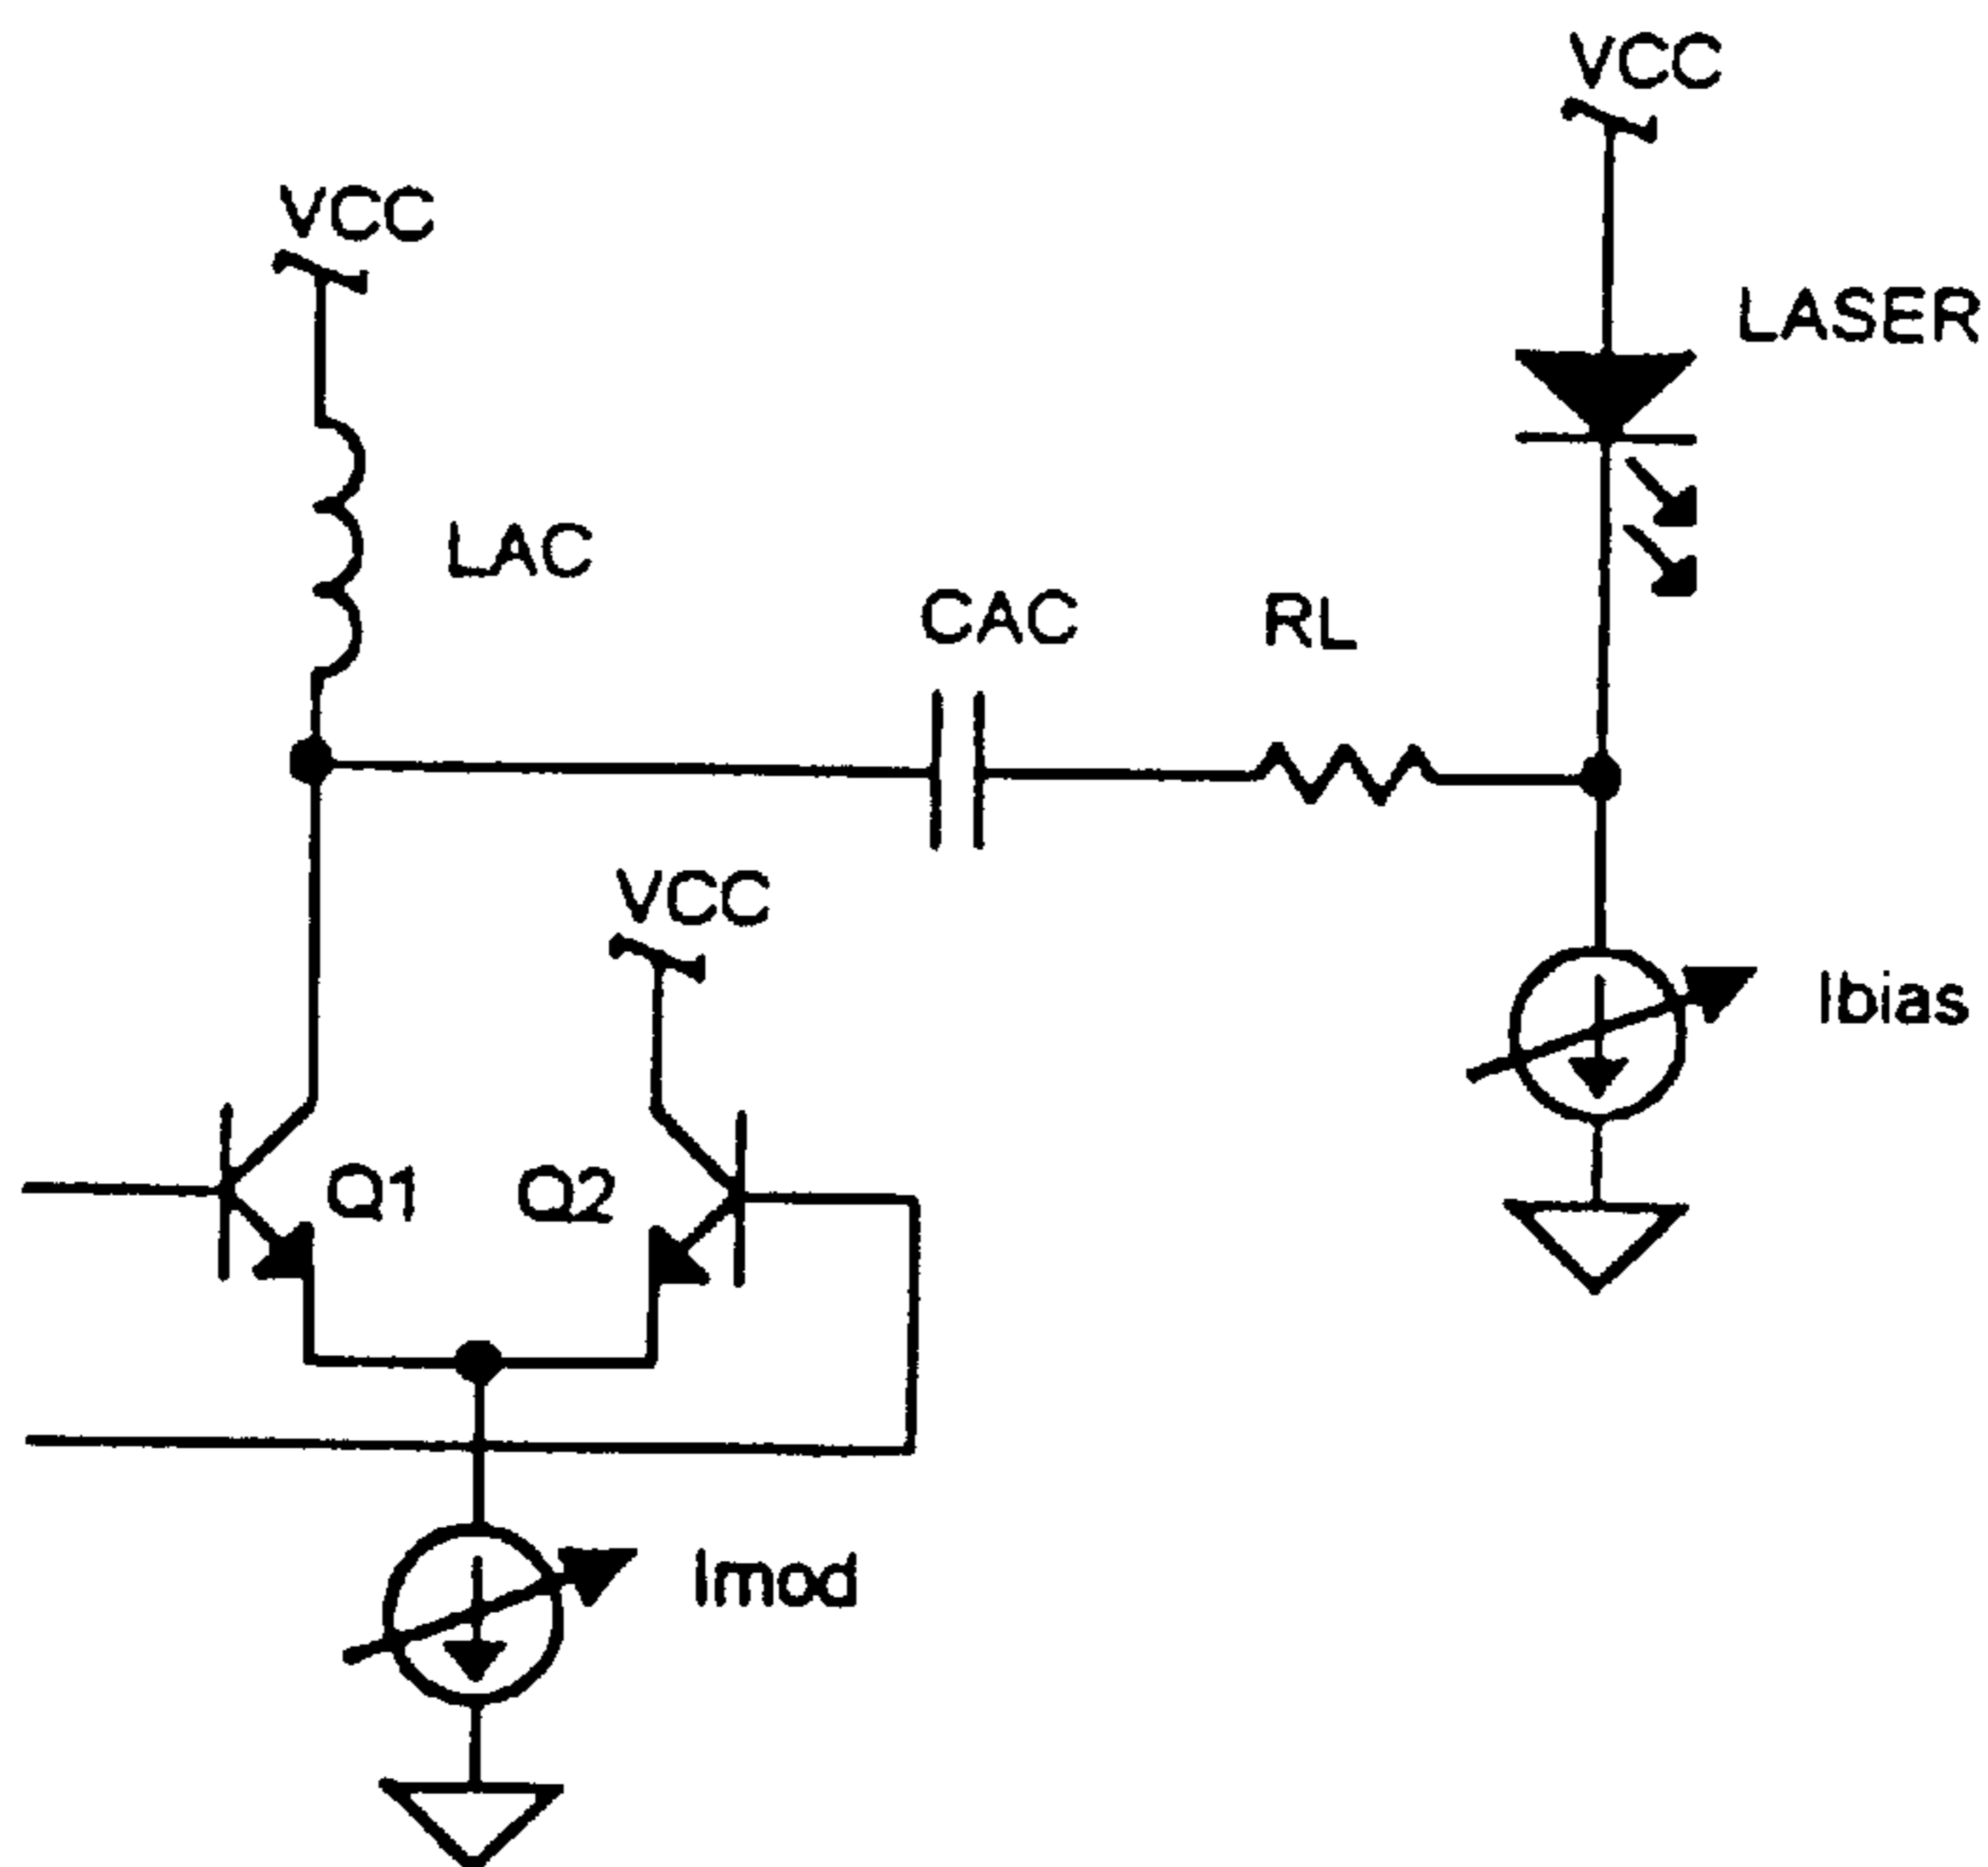 VCC
VCC
LASER
LAC
CAC
RL
VCC
Ibias
Q1
Q2
Imod